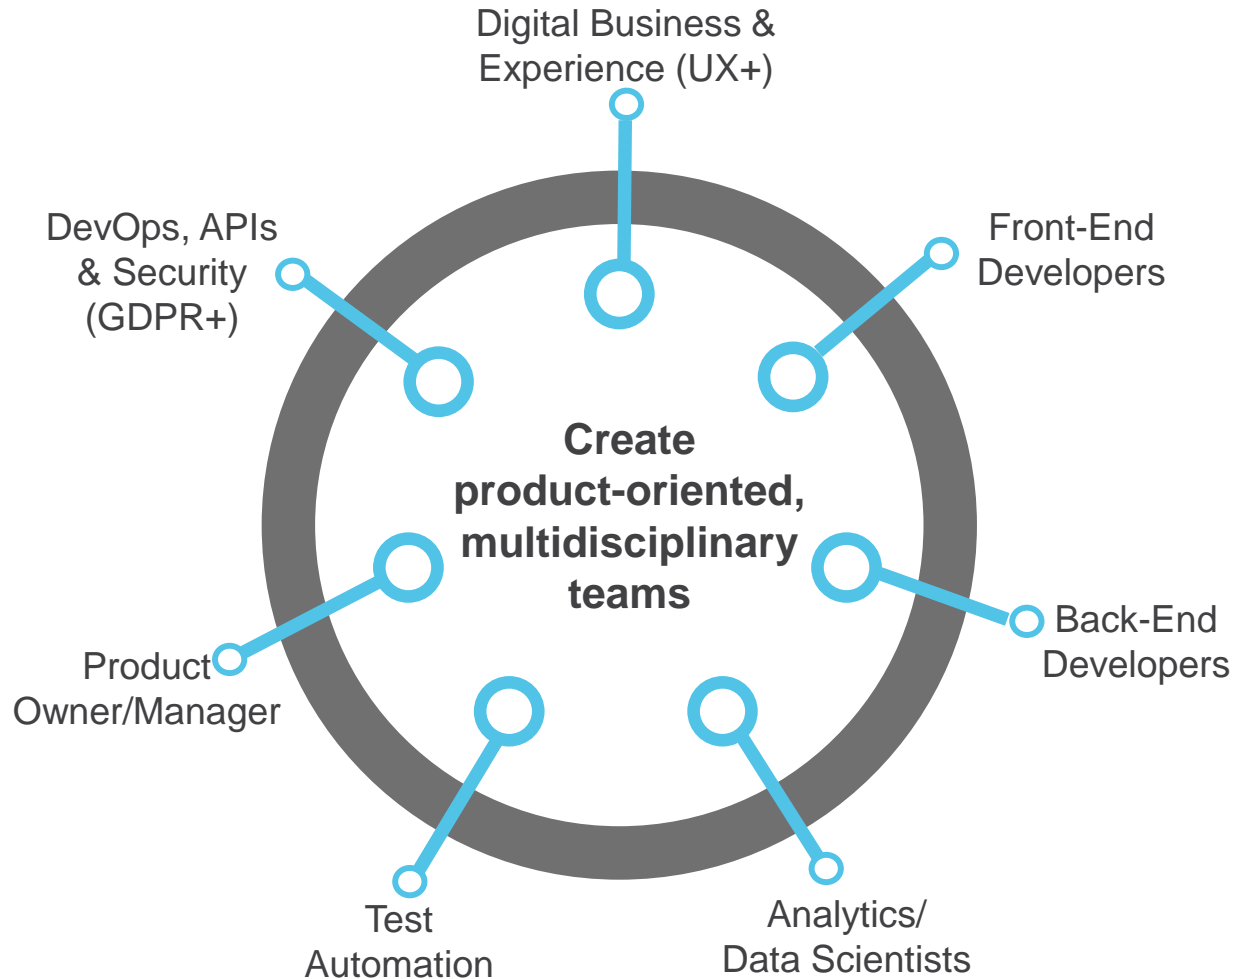 Digital Business &
Experience (UX+)
DevOps, APIs
& Security
(GDPR+)
Front-End
Developers
Create
product-oriented,
multidisciplinary
teams
Back-End
Developers
Product
Owner/Manager
Test
Automation
Analytics/
Data Scientists